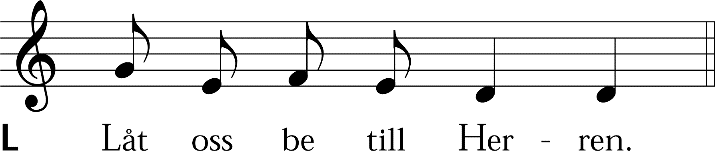 L Låt oss be till Her - ren.